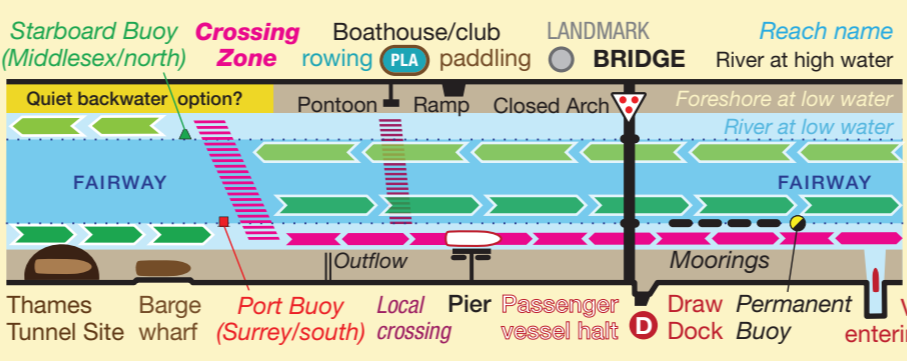 Starboard Buoy
(Middlesex/north)
Crossing
Zone
Boathouse/club
rowing PLA paddling
LANDMARK
BRIDGE
Reach name
River at high water
Quiet backwater option?
Pontoon
Ramp
Closed Arch
Foreshore at low water
River at low water
FAIRWAY
FAIRWAY
Outflow
Moorings
Thames
Tunnel Site
Barge
wharf
Port Buoy
(Surrey/south)
Local
crossing
Pier
Passenger
vessel halt
D
Draw
Dock
Permanent
Buoy